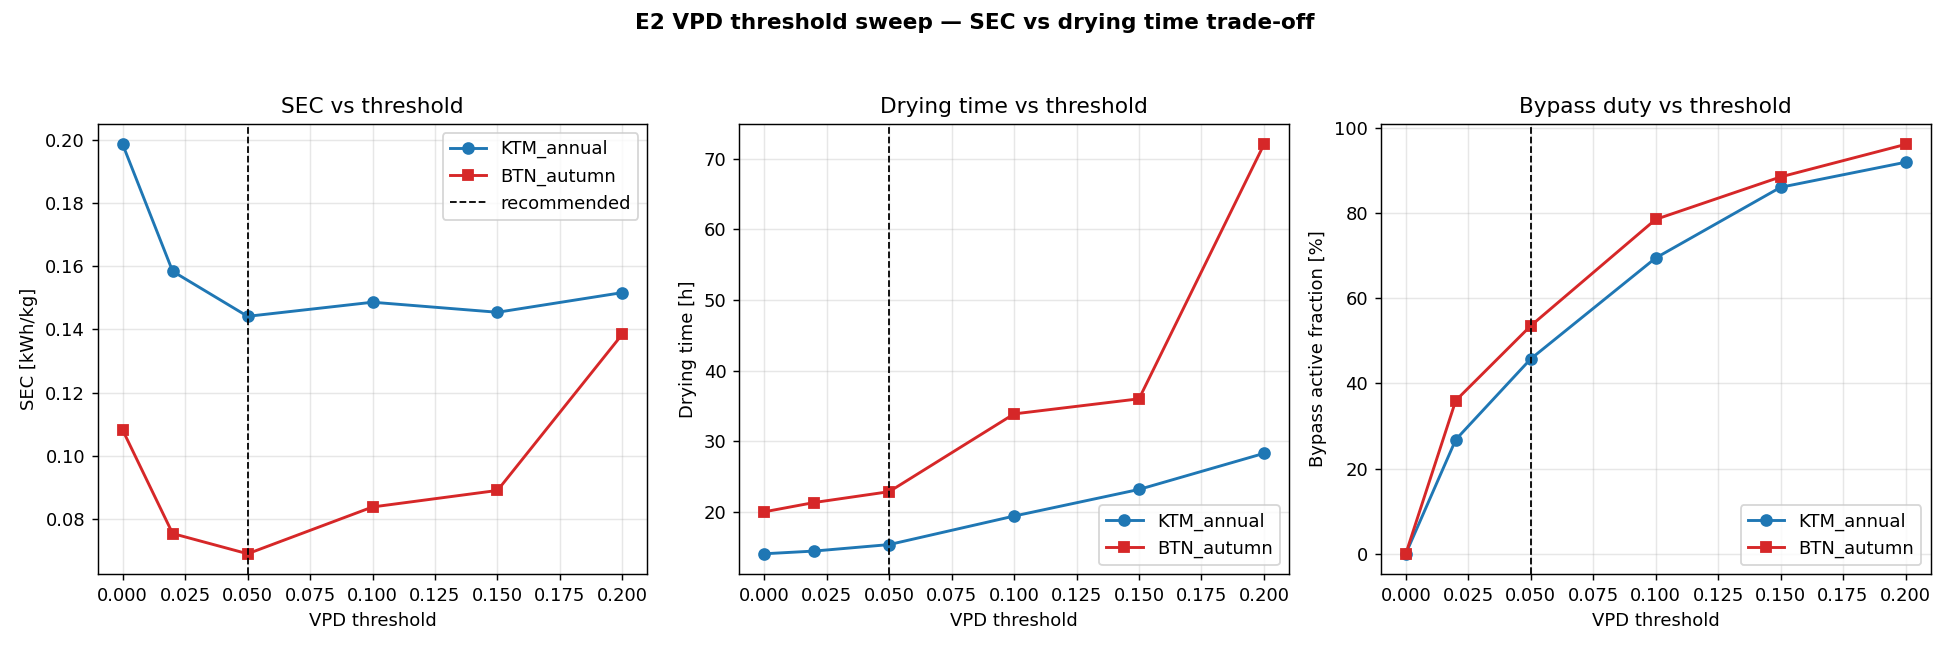 E2 VPD threshold sweep — SEC vs drying time trade-off
SEC vs threshold
SEC [kWh/kg]
0.20
0.18
0.16
0.14
0.12
0.10
0.08
KTM_annual
BTN_autumn
recommended
0.000 0.025 0.050 0.075 0.100 0.125 0.150 0.175 0.200
VPD threshold
Drying time vs threshold
Drying time [h]
70
60
50
40
30
20
KTM_annual
BTN_autumn
0.000 0.025 0.050 0.075 0.100 0.125 0.150 0.175 0.200
VPD threshold
Bypass duty vs threshold
Bypass active fraction [%]
100
80
60
40
20
0
KTM_annual
BTN_autumn
0.000 0.025 0.050 0.075 0.100 0.125 0.150 0.175 0.200
VPD threshold